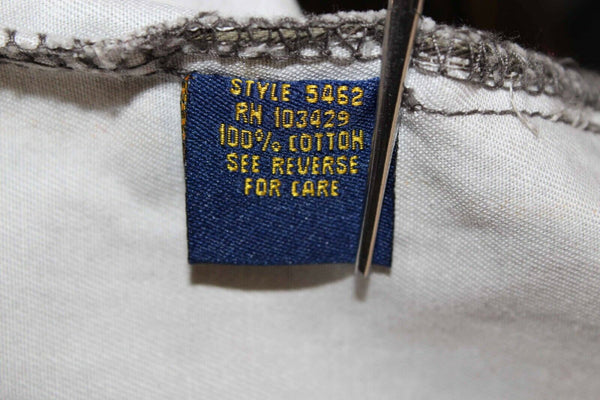 STYLE 5462
RN 103429
100% COTTON
SEE REVERSE
FOR CARE